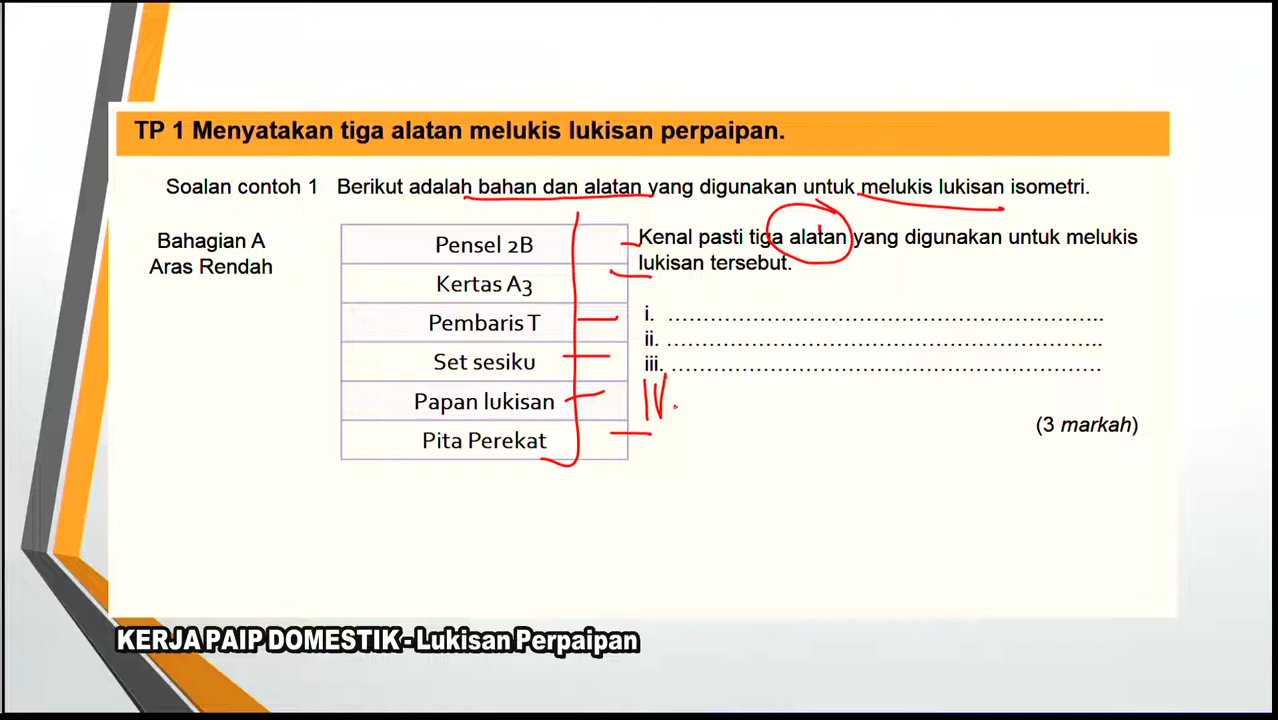 TP 1 Menyatakan tiga alatan melukis lukisan perpaipan.
Soalan contoh 1 Berikut adalah bahan dan alatan yang digunakan untuk melukis lukisan isometri.
Bahagian A
Aras Rendah
Pensel 2B
Kertas A3
Pembaris T
Set sesiku
Papan lukisan
Pita Perekat
Kenal pasti tiga alatan yang digunakan untuk melukis
lukisan tersebut.
i. ……………………………………………………..
ii. ……………………………………………………..
iii. ……………………………………………………..
IV.
(3 markah)
KERJA PAIP DOMESTIK - Lukisan Perpaipan